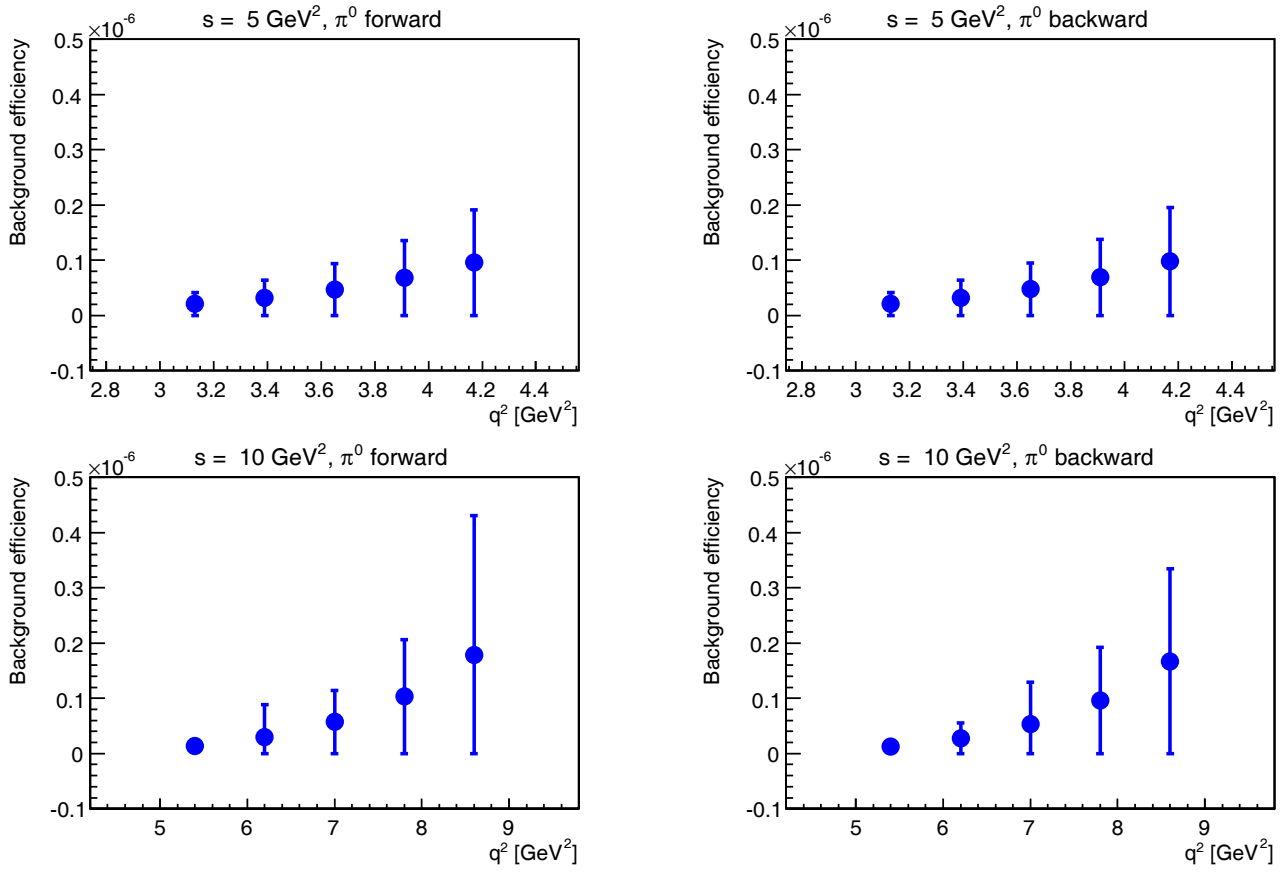 s = 5 GeV², π⁰ forward
×10⁻⁶
Background efficiency
0.5
0.4
0.3
0.2
0.1
0
-0.1
2.8 3 3.2 3.4 3.6 3.8 4 4.2 4.4
q² [GeV²]
s = 5 GeV², π⁰ backward
×10⁻⁶
Background efficiency
0.5
0.4
0.3
0.2
0.1
0
-0.1
2.8 3 3.2 3.4 3.6 3.8 4 4.2 4.4
q² [GeV²]
s = 10 GeV², π⁰ forward
×10⁻⁶
Background efficiency
0.5
0.4
0.3
0.2
0.1
0
-0.1
5 6 7 8 9
q² [GeV²]
s = 10 GeV², π⁰ backward
×10⁻⁶
Background efficiency
0.5
0.4
0.3
0.2
0.1
0
-0.1
5 6 7 8 9
q² [GeV²]